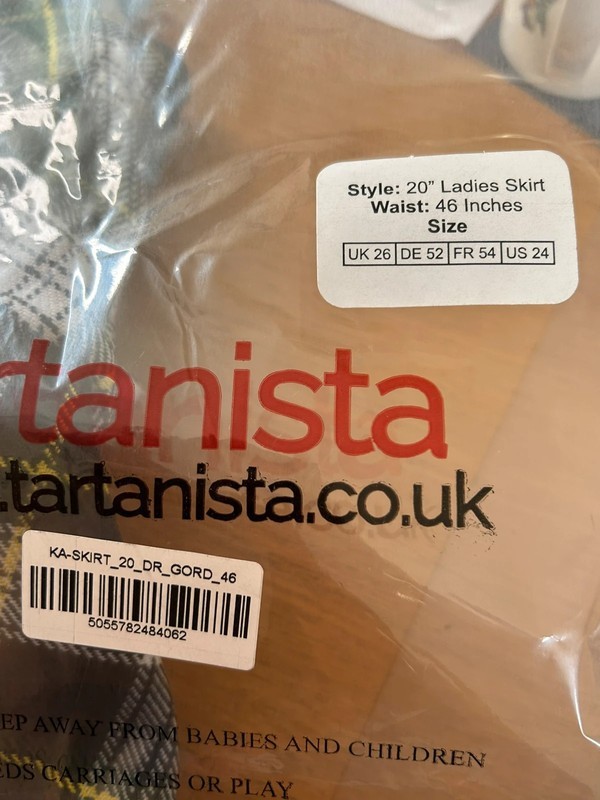 Style: 20” Ladies Skirt
Waist: 46 Inches
Size
UK 26 DE 52 FR 54 US 24
rtanista
.tartanista.co.uk
KA-SKIRT_20_DR_GORD_46
5055782484062
EP AWAY FROM BABIES AND CHILDREN
EDS CARRIAGES OR PLAY